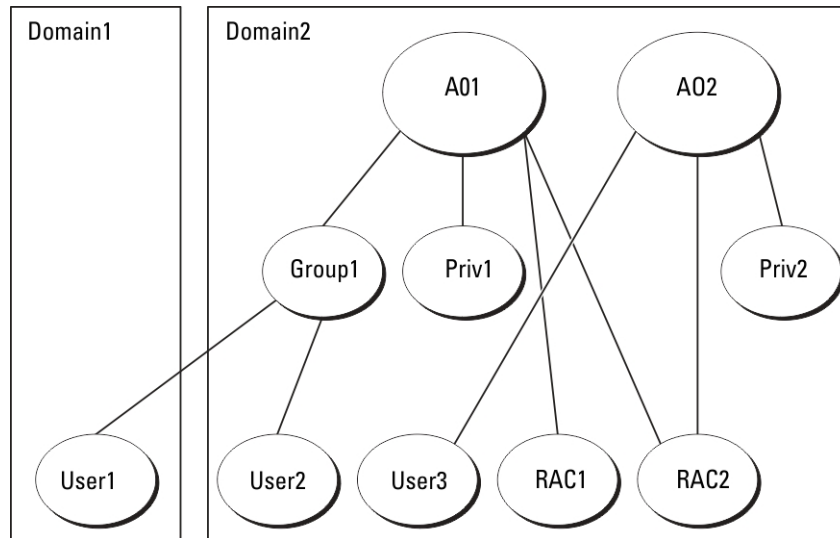 Domain1
Domain2
A01
AO2
Group1
Priv1
Priv2
User1
User2
User3
RAC1
RAC2